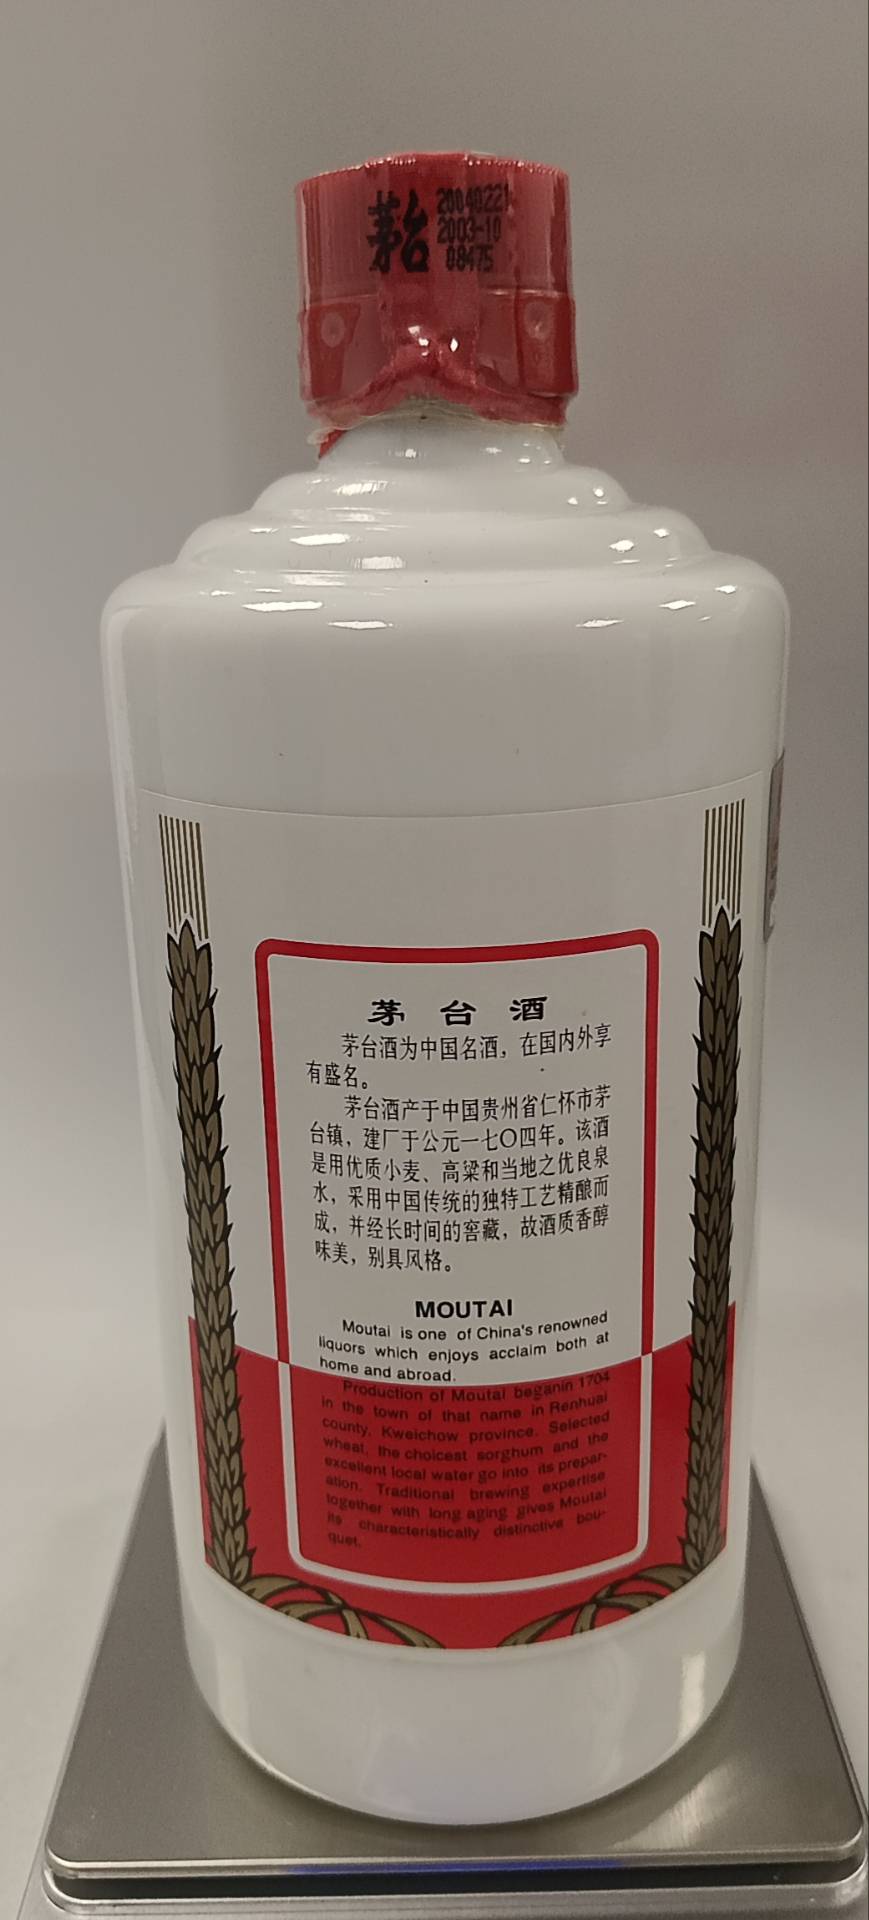 茅台
20040221
2003-10
08475
茅台酒
茅台酒为中国名酒，在国内外享
有盛名。
茅台酒产于中国贵州省仁怀市茅
台镇，建厂于公元一七〇四年。该酒
是用优质小麦、高粱和当地之优良泉
水，采用中国传统的独特工艺精酿而
成，并经长时间的窖藏，故酒质香醇
味美，别具风格。
MOUTAI
Moutai is one of China's renowned
liquors which enjoys acclaim both at
home and abroad.
Production of Moutai beganin 1704
in the town of that name in Renhuai
county, Kweichow province. Selected
wheat, the choicest sorghum and the
excellent local water go into its prepar-
ation. Traditional brewing expertise
together with long aging gives Moutai
its characteristically distinctive bou-
quet.